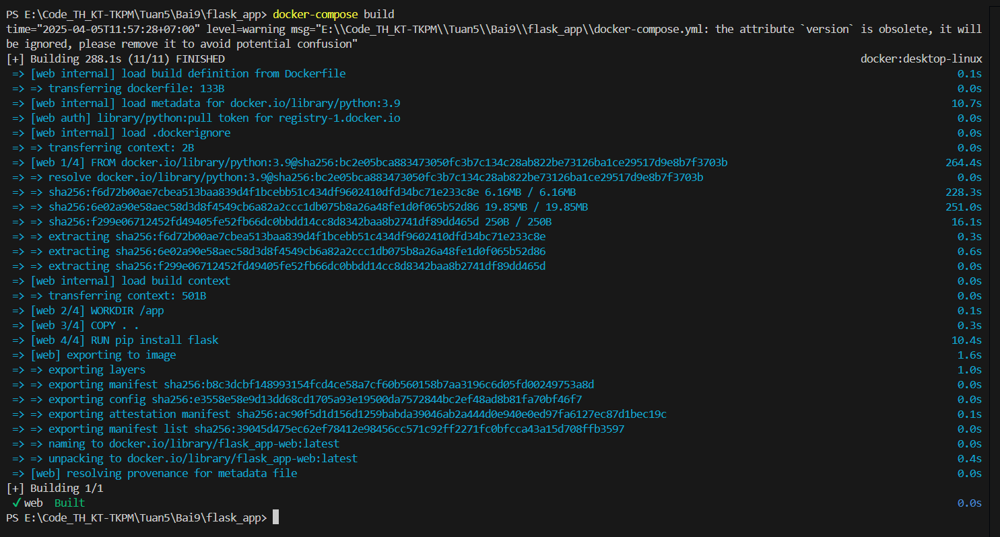 PS E:\Code_TH_KT-TKPM\Tuan5\Bai9\flask_app> docker-compose build
time="2025-04-05T11:57:28+07:00" level=warning msg="E:\\Code_TH_KT-TKPM\\Tuan5\\Bai9\\flask_app\\docker-compose.yml: the attribute `version` is obsolete, it will
be ignored, please remove it to avoid potential confusion"
[+] Building 288.1s (11/11) FINISHED docker:desktop-linux
=> [web internal] load build definition from Dockerfile 0.1s
=> => transferring dockerfile: 133B 0.0s
=> [web internal] load metadata for docker.io/library/python:3.9 10.7s
=> [web auth] library/python:pull token for registry-1.docker.io 0.0s
=> [web internal] load .dockerignore 0.0s
=> => transferring context: 2B 0.0s
=> [web 1/4] FROM docker.io/library/python:3.9@sha256:bc2e05bca883473050fc3b7c134c28ab822be73126ba1ce29517d9e8b7f3703b 264.4s
=> => resolve docker.io/library/python:3.9@sha256:bc2e05bca883473050fc3b7c134c28ab822be73126ba1ce29517d9e8b7f3703b 0.0s
=> => sha256:f6d72b00ae7cbea513baa839d4f1bcebb51c434df9602410dfd34bc71e233c8e 6.16MB / 6.16MB 228.3s
=> => sha256:6e02a90e58aec58d3d8f4549cb6a82a2ccc1db075b8a26a48fe1d0f065b52d86 19.85MB / 19.85MB 251.0s
=> => sha256:f299e06712452fd49405fe52fb66dc0bbdd14cc8d8342baa8b2741df89dd465d 250B / 250B 16.1s
=> => extracting sha256:f6d72b00ae7cbea513baa839d4f1bcebb51c434df9602410dfd34bc71e233c8e 0.3s
=> => extracting sha256:6e02a90e58aec58d3d8f4549cb6a82a2ccc1db075b8a26a48fe1d0f065b52d86 0.6s
=> => extracting sha256:f299e06712452fd49405fe52fb66dc0bbdd14cc8d8342baa8b2741df89dd465d 0.0s
=> [web internal] load build context 0.0s
=> => transferring context: 501B 0.0s
=> [web 2/4] WORKDIR /app 0.1s
=> [web 3/4] COPY . . 0.3s
=> [web 4/4] RUN pip install flask 10.4s
=> [web] exporting to image 1.6s
=> => exporting layers 1.0s
=> => exporting manifest sha256:b8c3dcbf148993154fcd4ce58a7cf60b560158b7aa3196c6d05fd00249753a8d 0.0s
=> => exporting config sha256:e3558e58e9d13dd68cd1705a93e19500da7572844bc2ef48ad8b81fa70bf46f7 0.0s
=> => exporting attestation manifest sha256:ac90f5d1d156d1259babda39046ab2a444d0e940e0ed97fa6127ec87d1bec19c 0.1s
=> => exporting manifest list sha256:39045d475ec62ef78412e98456cc571c92ff2271fc0bfcca43a15d708ffb3597 0.0s
=> => naming to docker.io/library/flask_app-web:latest 0.0s
=> => unpacking to docker.io/library/flask_app-web:latest 0.4s
=> [web] resolving provenance for metadata file 0.0s
[+] Building 1/1
✓ web Built 0.0s
PS E:\Code_TH_KT-TKPM\Tuan5\Bai9\flask_app>